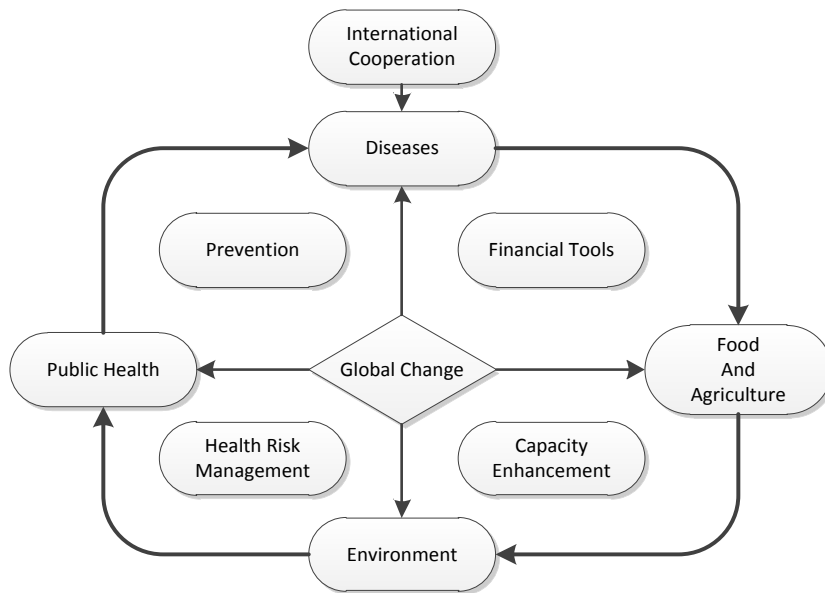 International
Cooperation
Diseases
Prevention
Financial Tools
Public Health
Global Change
Food
And
Agriculture
Health Risk
Management
Capacity
Enhancement
Environment